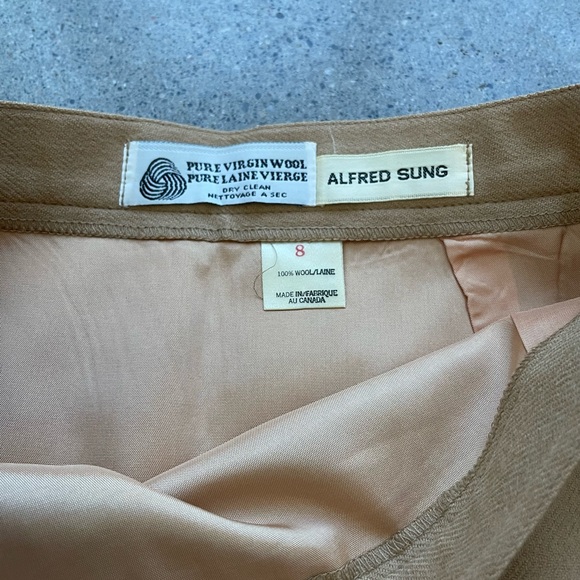 PURE VIRGIN WOOL
PURE LAINE VIERGE
DRY CLEAN
NETTOYAGE A SEC
ALFRED SUNG
8
100% WOOL/LAINE
MADE IN/FABRIQUE
AU CANADA